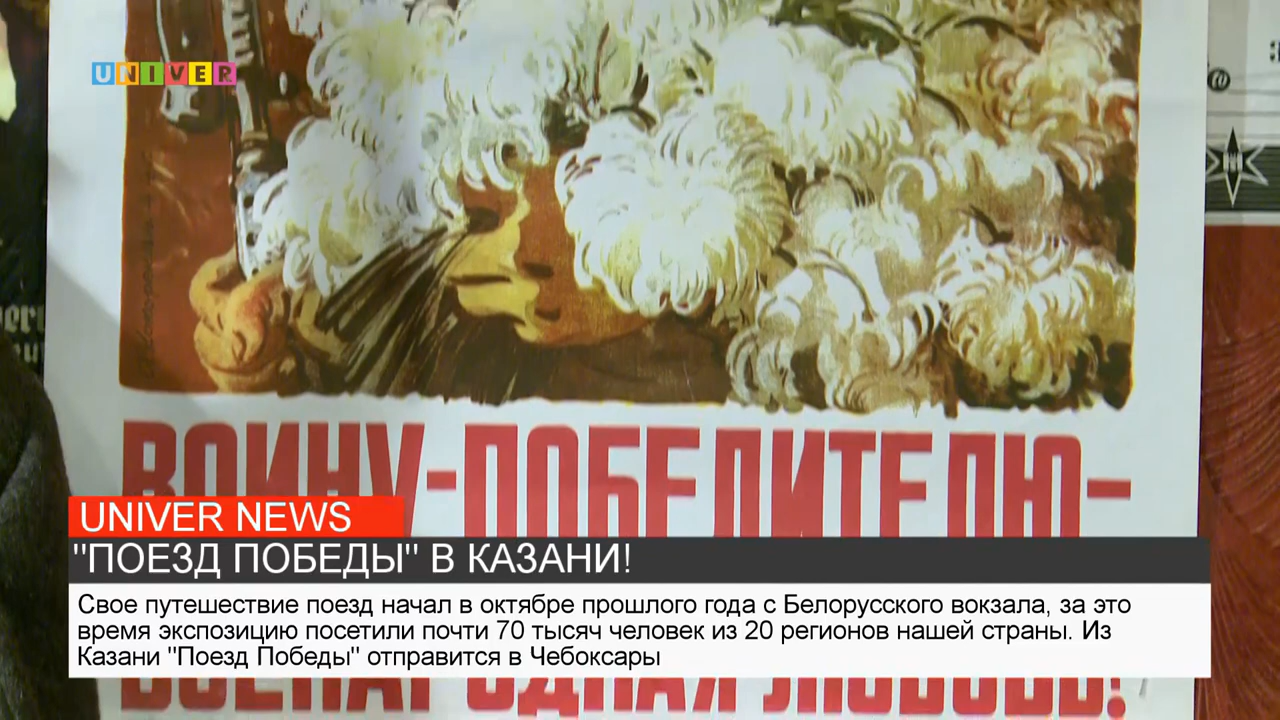 UNIVER
ВОИНУ-ПОБЕДИТЕЛЮ-
UNIVER NEWS
"ПОЕЗД ПОБЕДЫ" В КАЗАНИ!
Свое путешествие поезд начал в октябре прошлого года с Белорусского вокзала, за это
время экспозицию посетили почти 70 тысяч человек из 20 регионов нашей страны. Из
Казани "Поезд Победы" отправится в Чебоксары